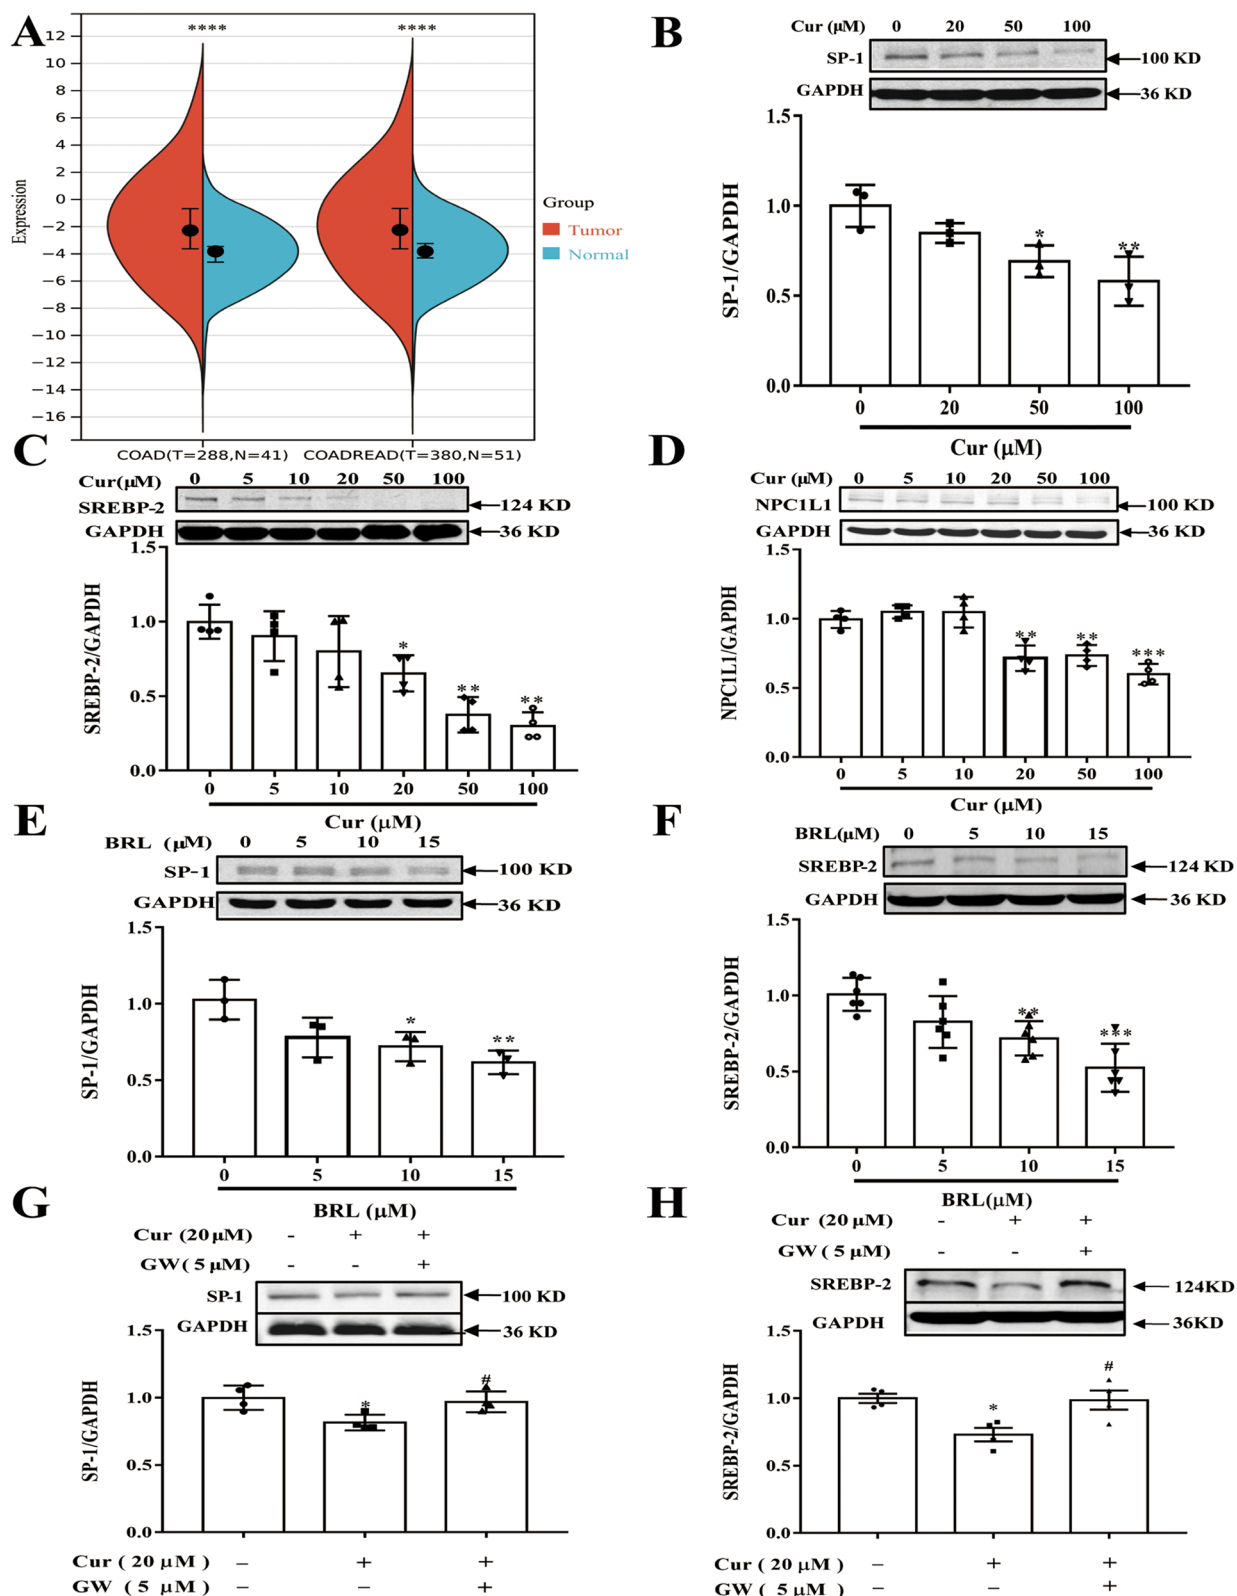 A
****
****
12
10
8
6
4
2
0
−2
−4
−6
−8
−10
−12
−14
−16
Expression
Group
Tumor
Normal
COAD(T=288,N=41)
COADREAD(T=380,N=51)
B
Cur (μM) 0 20 50 100
SP-1
100 KD
GAPDH
36 KD
1.5
1.0
0.5
0.0
SP-1/GAPDH
*
**
0 20 50 100
Cur (μM)
C
Cur(μM) 0 5 10 20 50 100
SREBP-2
124 KD
GAPDH
36 KD
1.5
1.0
0.5
0.0
SREBP-2/GAPDH
*
**
**
0 5 10 20 50 100
Cur (μM)
D
Cur (μM) 0 5 10 20 50 100
NPC1L1
100 KD
GAPDH
36 KD
1.5
1.0
0.5
0.0
NPC1L1/GAPDH
**
**
***
0 5 10 20 50 100
Cur (μM)
E
BRL (μM) 0 5 10 15
SP-1
100 KD
GAPDH
36 KD
1.5
1.0
0.5
0.0
SP-1/GAPDH
*
**
0 5 10 15
BRL (μM)
F
BRL(μM) 0 5 10 15
SREBP-2
124 KD
GAPDH
36 KD
1.5
1.0
0.5
0.0
SREBP-2/GAPDH
**
***
0 5 10 15
BRL(μM)
G
Cur (20 μM) - + +
GW( 5 μM) - - +
SP-1
100 KD
GAPDH
36 KD
1.5
1.0
0.5
0.0
SP-1/GAPDH
*
#
Cur ( 20 μM ) − + +
GW ( 5 μM) − − +
H
Cur (20 μM) - + +
GW ( 5 μM) - - +
SREBP-2
124KD
GAPDH
36KD
1.5
1.0
0.5
0.0
SREBP-2/GAPDH
*
#
Cur ( 20 μM ) − + +
GW ( 5 μM ) − − +